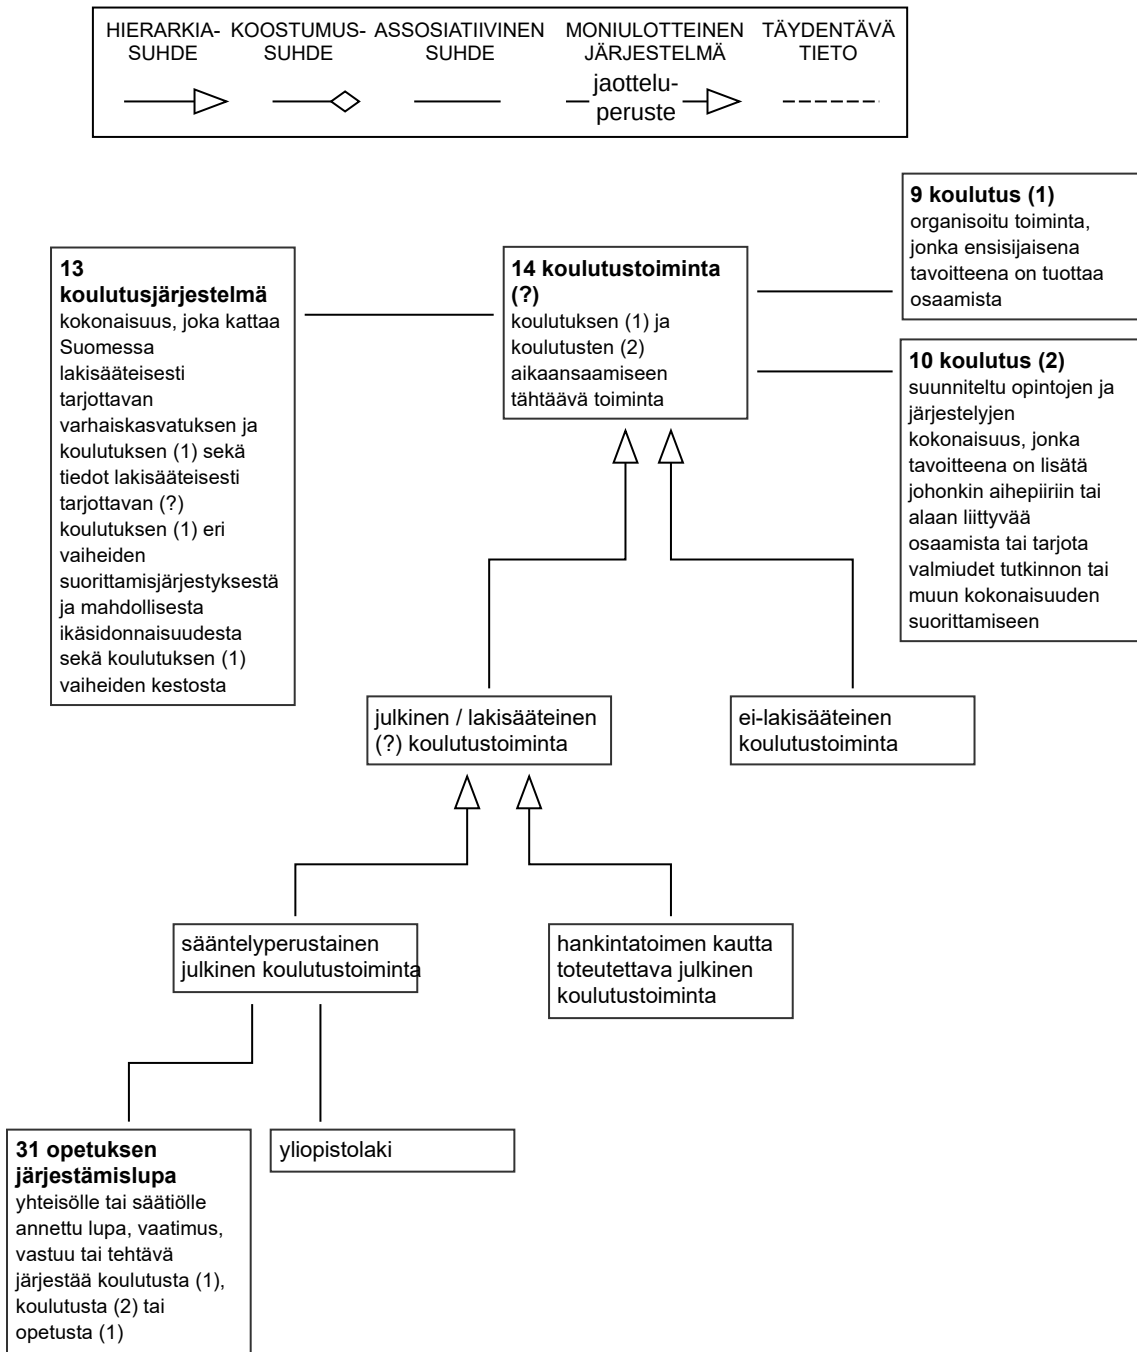 HIERARKIA-
SUHDE
KOOSTUMUS-
SUHDE
ASSOSIATIIVINEN
SUHDE
MONIULOTTEINEN
JÄRJESTELMÄ
jaottelu-
peruste
TÄYDENTÄVÄ
TIETO
9 koulutus (1)
organisoitu toiminta,
jonka ensisijaisena
tavoitteena on tuottaa
osaamista
13
koulutusjärjestelmä
kokonaisuus, joka kattaa
Suomessa
lakisääteisesti
tarjottavan
varhaiskasvatuksen ja
koulutuksen (1) sekä
tiedot lakisääteisesti
tarjottavan (?)
koulutuksen (1) eri
vaiheiden
suorittamisjärjestyksestä
ja mahdollisesta
ikäsidonnaisuudesta
sekä koulutuksen (1)
vaiheiden kestosta
14 koulutustoiminta
(?)
koulutuksen (1) ja
koulutusten (2)
aikaansaamiseen
tähtäävä toiminta
10 koulutus (2)
suunniteltu opintojen ja
järjestelyjen
kokonaisuus, jonka
tavoitteena on lisätä
johonkin aihepiiriin tai
alaan liittyvää
osaamista tai tarjota
valmiudet tutkinnon tai
muun kokonaisuuden
suorittamiseen
julkinen / lakisääteinen
(?) koulutustoiminta
ei-lakisääteinen
koulutustoiminta
sääntelyperustainen
julkinen koulutustoiminta
hankintatoimen kautta
toteutettava julkinen
koulutustoiminta
31 opetuksen
järjestämislupa
yhteisölle tai säätiölle
annettu lupa, vaatimus,
vastuu tai tehtävä
järjestää koulutusta (1),
koulutusta (2) tai
opetusta (1)
yliopistolaki